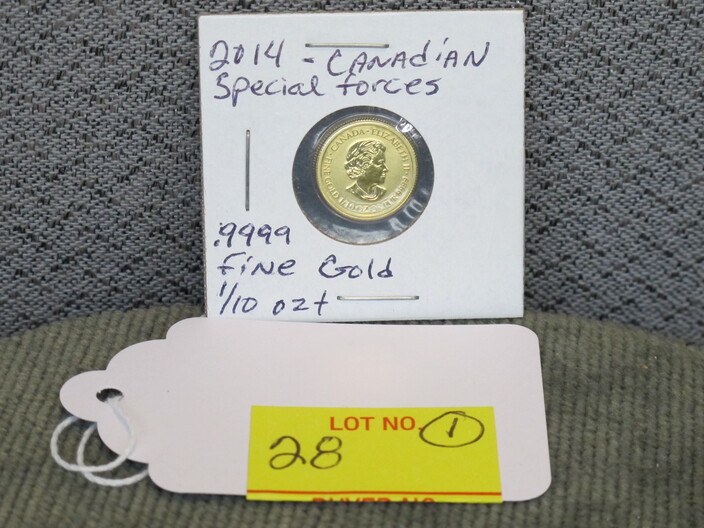 2014 - CANAdiAN
Special forces
CANADA · ELIZABETH II
.9999
Fine Gold
1/10 ozt
LOT NO. 1
28